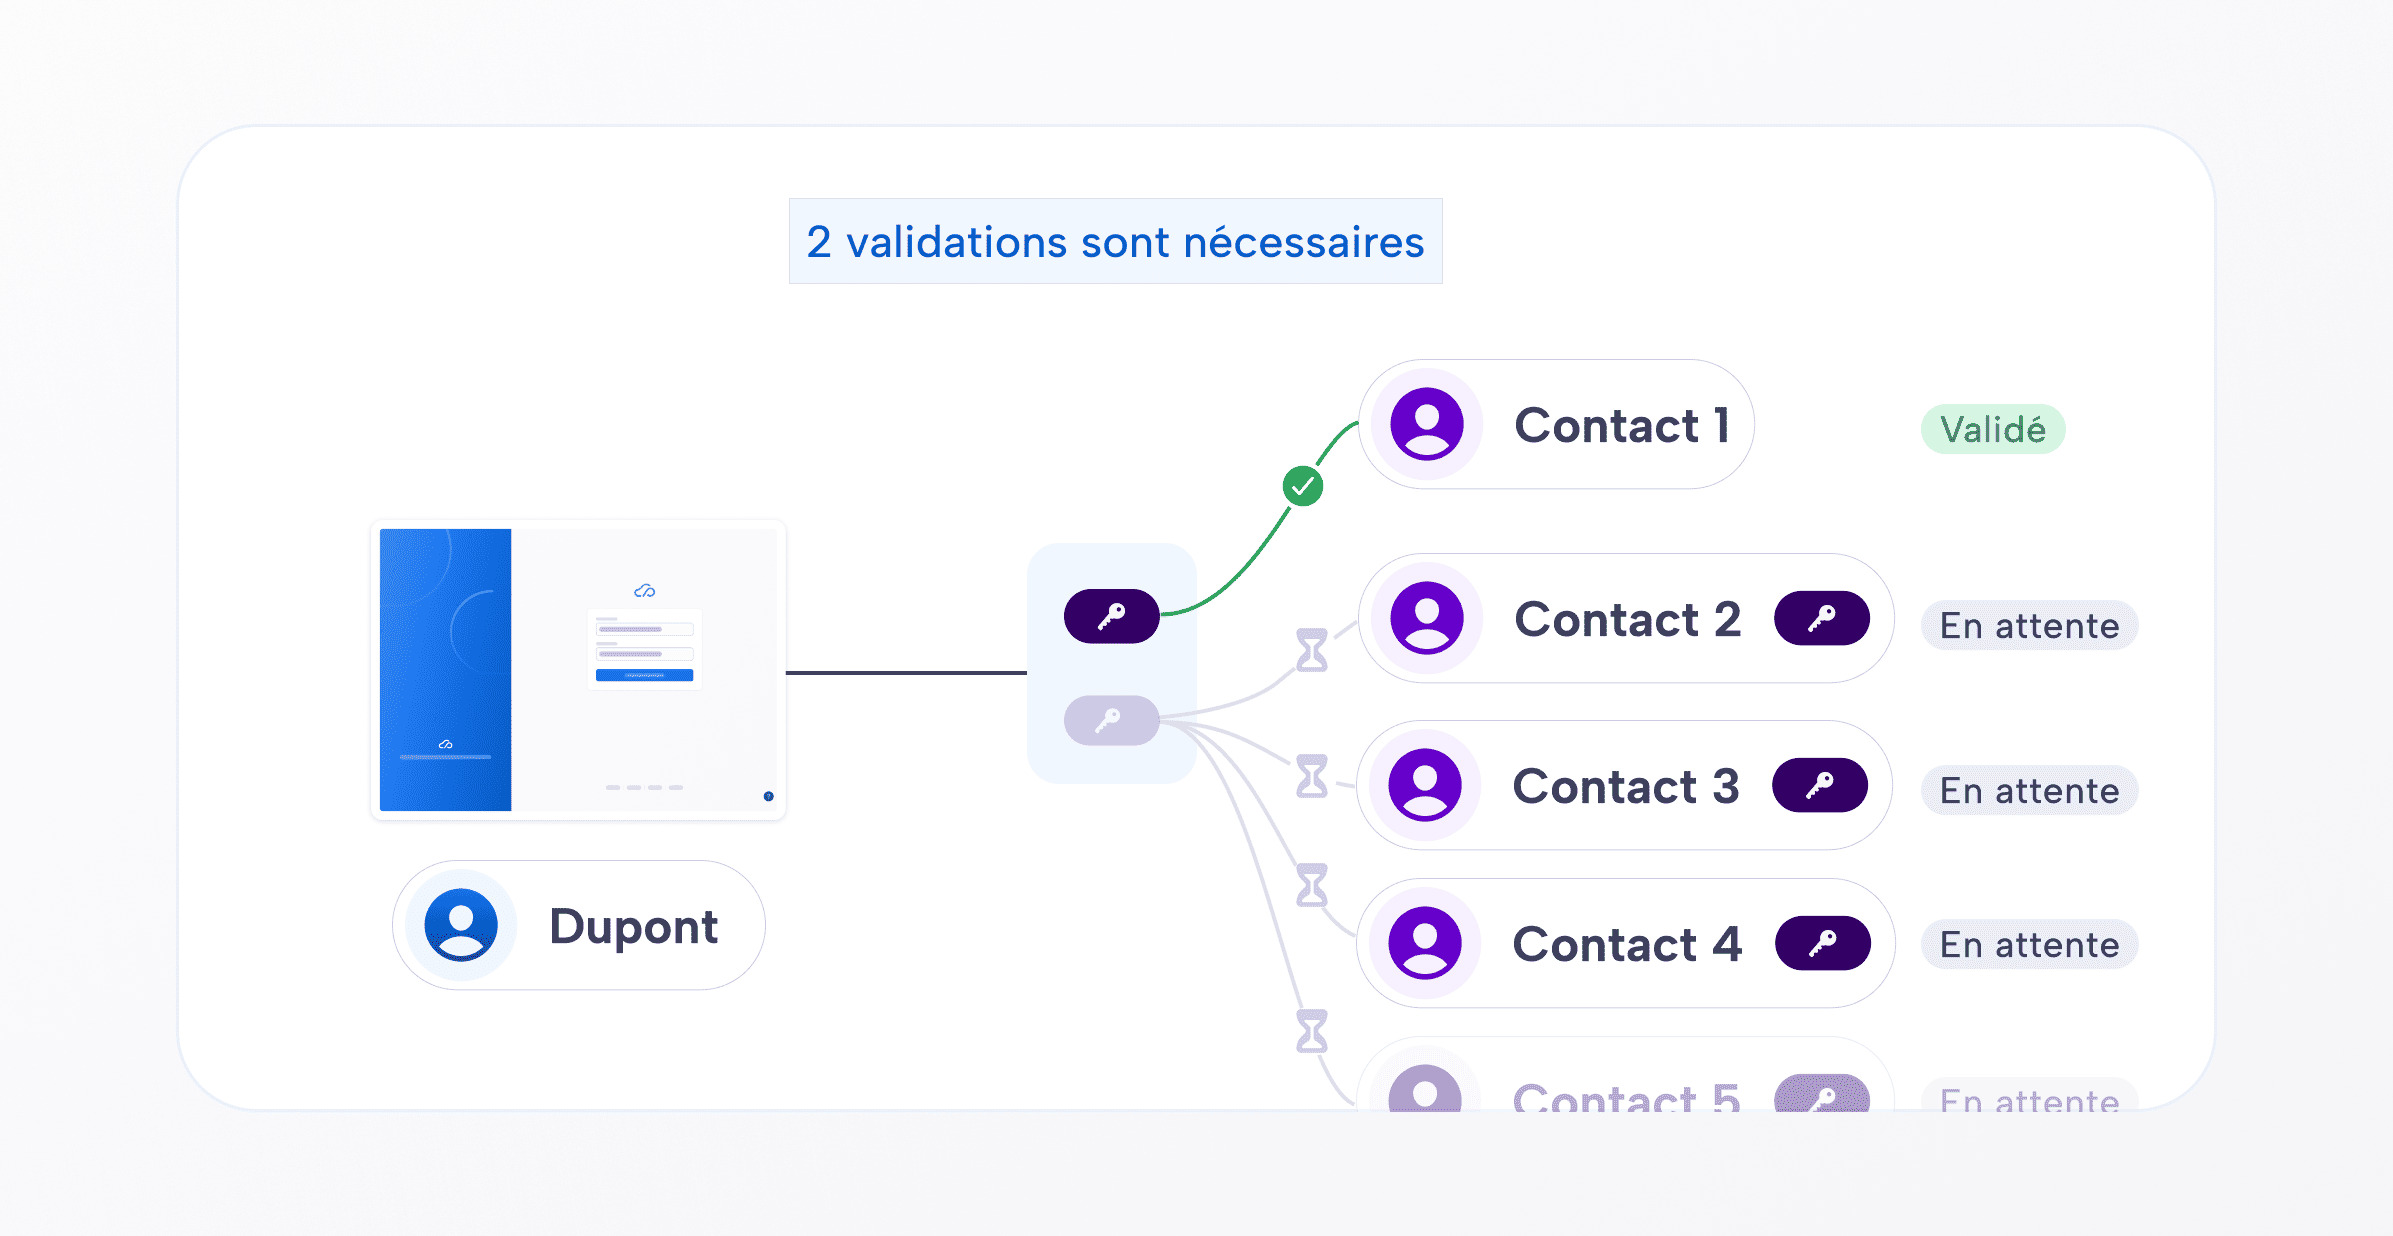 2 validations sont nécessaires
Contact 1
Validé
Contact 2
En attente
Contact 3
En attente
Dupont
Contact 4
En attente
Contact 5
En attente